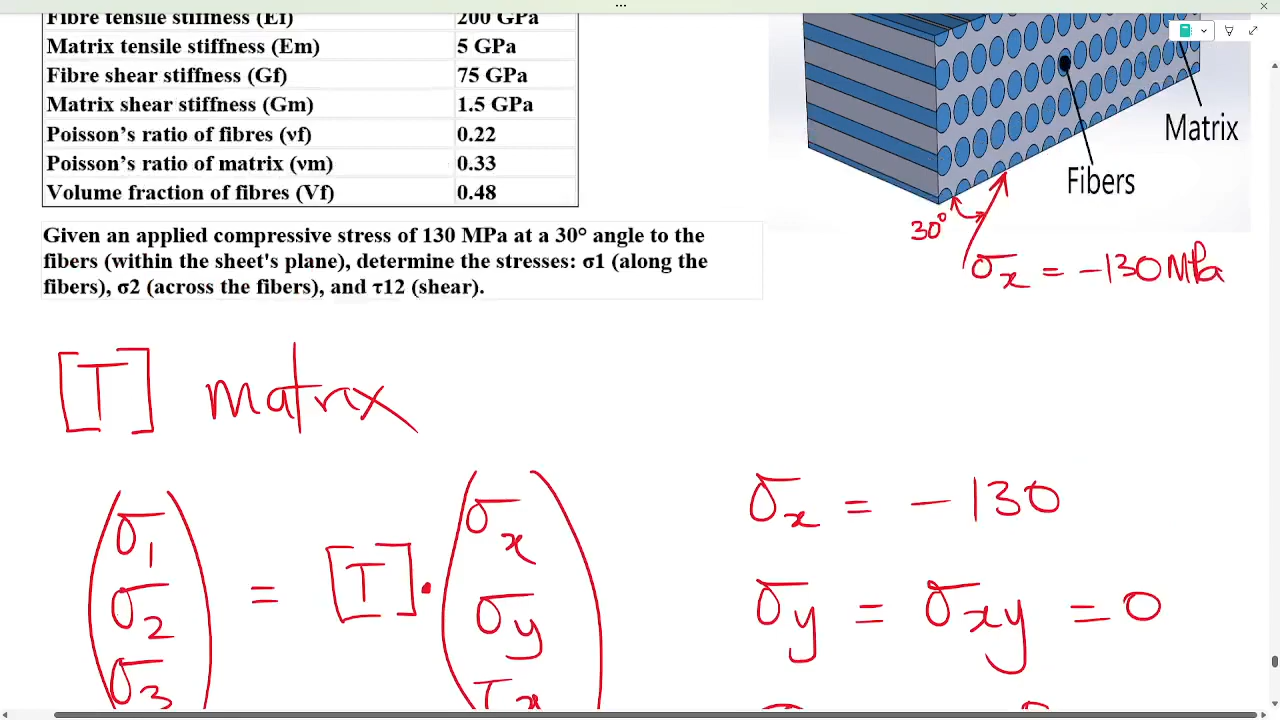 Fibre tensile stiffness (Ef) 200 GPa
Matrix tensile stiffness (Em) 5 GPa
Fibre shear stiffness (Gf) 75 GPa
Matrix shear stiffness (Gm) 1.5 GPa
Poisson’s ratio of fibres (νf) 0.22
Poisson’s ratio of matrix (νm) 0.33
Volume fraction of fibres (Vf) 0.48
Matrix
Fibers
30°
σx = -130MPa
Given an applied compressive stress of 130 MPa at a 30° angle to the
fibers (within the sheet's plane), determine the stresses: σ1 (along the
fibers), σ2 (across the fibers), and τ12 (shear).
[T] matrix
σ1
σ2
σ3
= [T] ·
σx
σy
τx
σx = -130
σy = σxy = 0